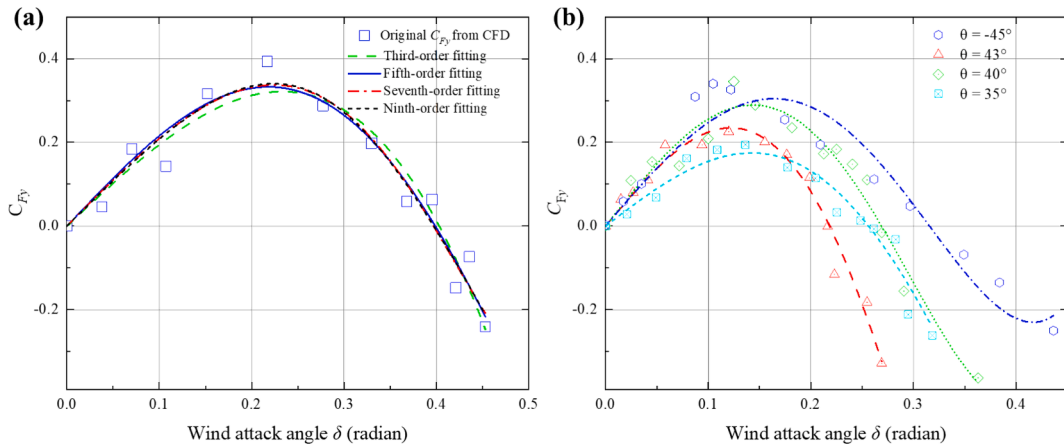 (a)
Original C_Fy from CFD
Third-order fitting
Fifth-order fitting
Seventh-order fitting
Ninth-order fitting
0.4
0.2
0.0
-0.2
C_Fy
0.0 0.1 0.2 0.3 0.4 0.5
Wind attack angle δ (radian)
(b)
θ = -45°
θ = 43°
θ = 40°
θ = 35°
0.4
0.2
0.0
-0.2
C_Fy
0.0 0.1 0.2 0.3 0.4
Wind attack angle δ (radian)